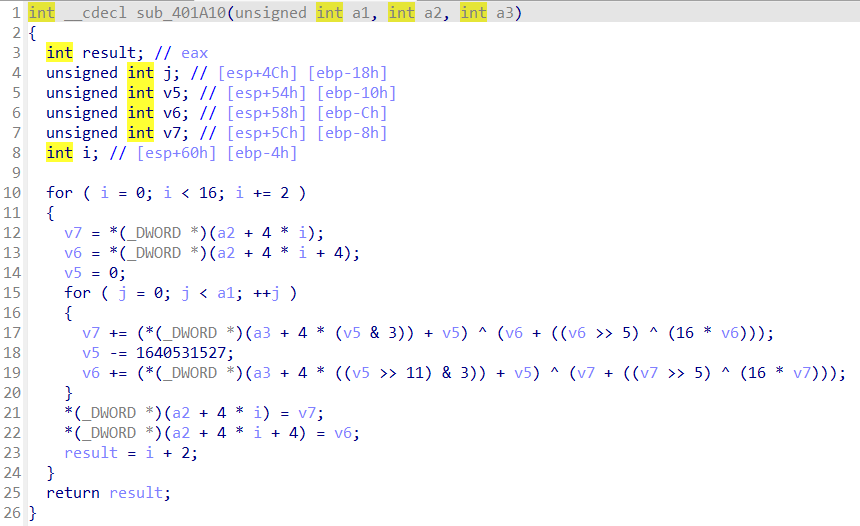 1 int __cdecl sub_401A10(unsigned int a1, int a2, int a3)
2 {
3   int result; // eax
4   unsigned int j; // [esp+4Ch] [ebp-18h]
5   unsigned int v5; // [esp+54h] [ebp-10h]
6   unsigned int v6; // [esp+58h] [ebp-Ch]
7   unsigned int v7; // [esp+5Ch] [ebp-8h]
8   int i; // [esp+60h] [ebp-4h]
9
10   for ( i = 0; i < 16; i += 2 )
11   {
12     v7 = *(_DWORD *)(a2 + 4 * i);
13     v6 = *(_DWORD *)(a2 + 4 * i + 4);
14     v5 = 0;
15     for ( j = 0; j < a1; ++j )
16     {
17       v7 += (*(_DWORD *)(a3 + 4 * (v5 & 3)) + v5) ^ (v6 + ((v6 >> 5) ^ (16 * v6)));
18       v5 -= 1640531527;
19       v6 += (*(_DWORD *)(a3 + 4 * ((v5 >> 11) & 3)) + v5) ^ (v7 + ((v7 >> 5) ^ (16 * v7)));
20     }
21     *(_DWORD *)(a2 + 4 * i) = v7;
22     *(_DWORD *)(a2 + 4 * i + 4) = v6;
23     result = i + 2;
24   }
25   return result;
26 }